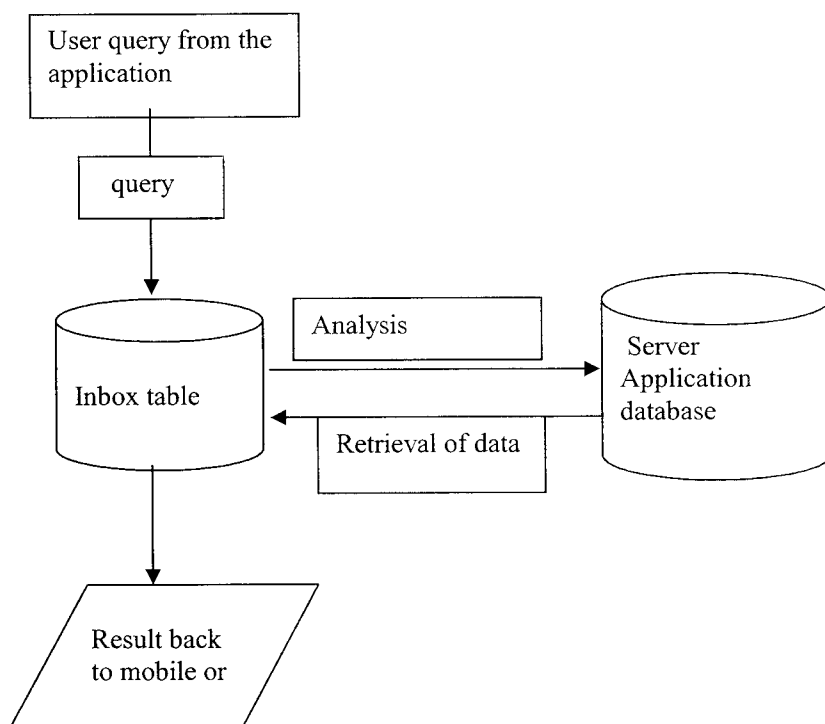 User query from the
application
query
Analysis
Inbox table
Server
Application
database
Retrieval of data
Result back
to mobile or